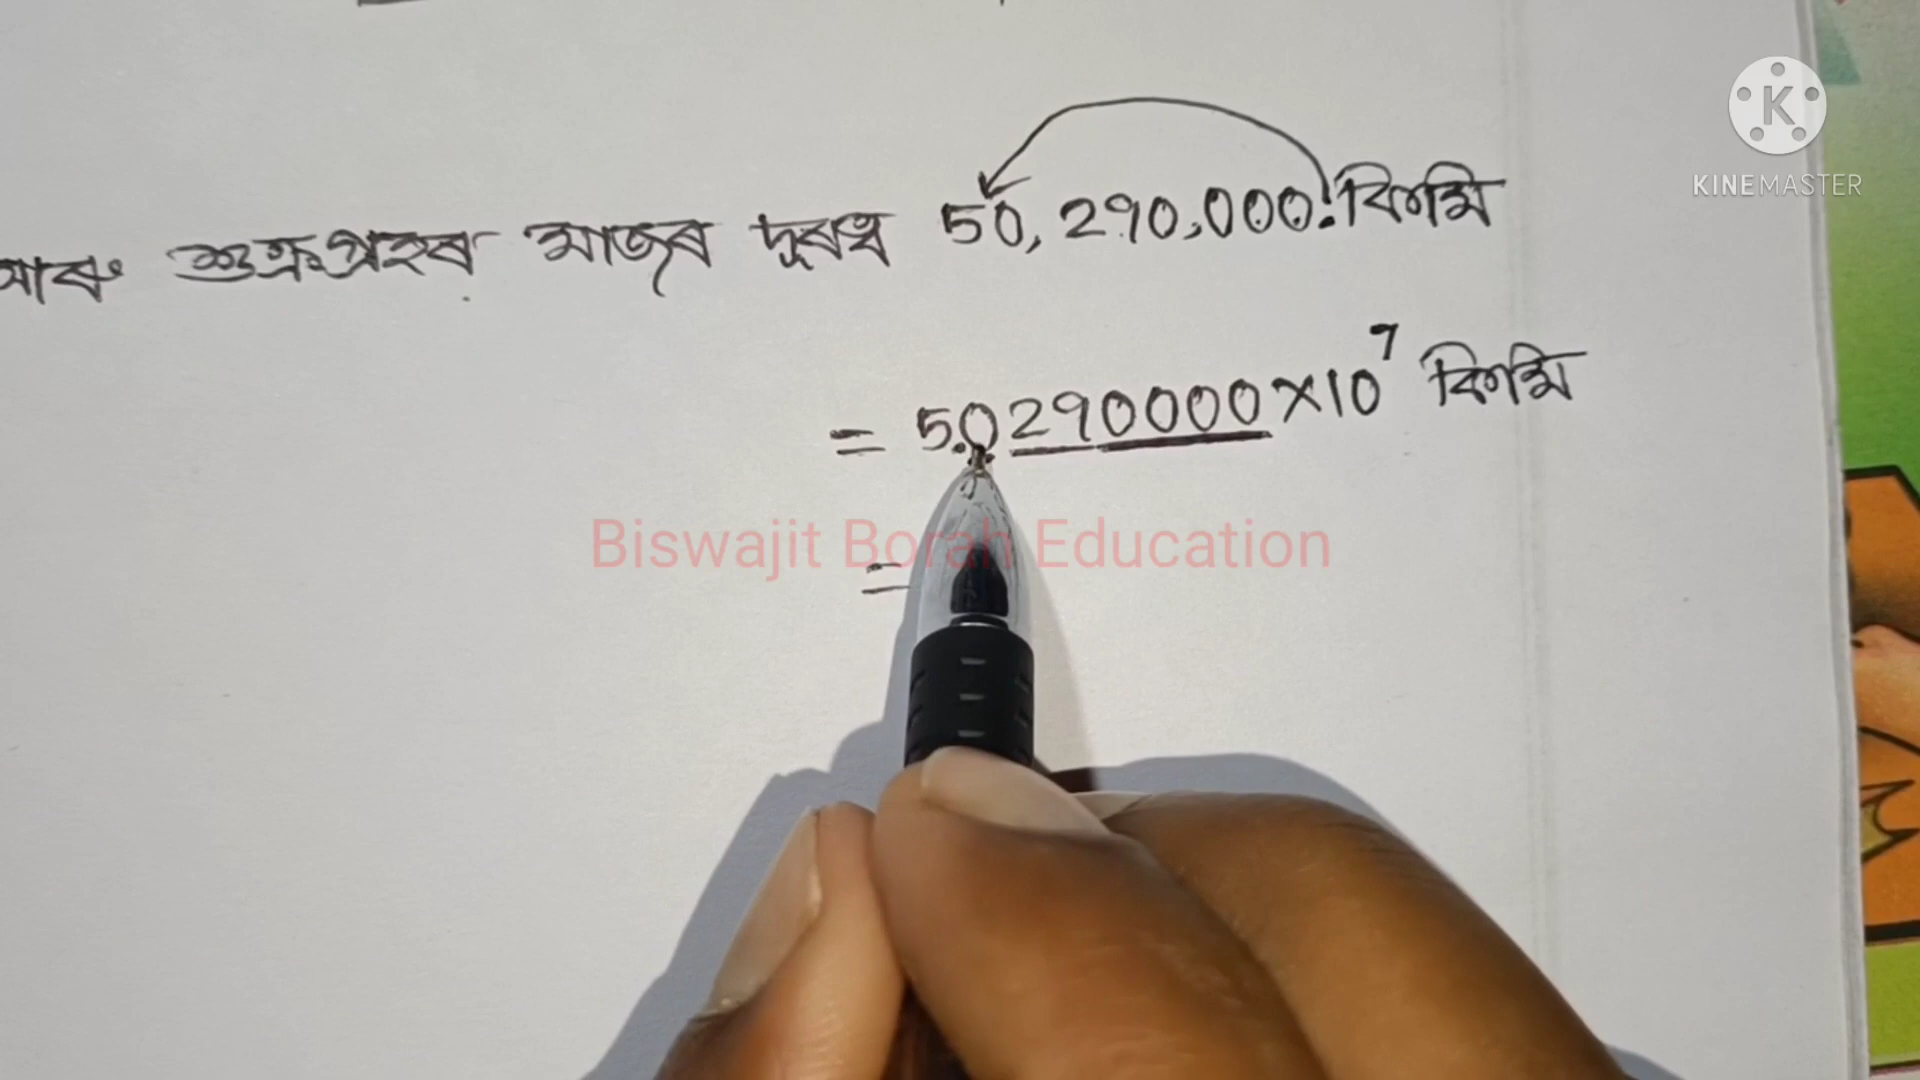 KINEMASTER
আৰু শুক্ৰগ্ৰহৰ মাজৰ দূৰত্ব 50,290,000. কিমি
= 5.0290000×10⁷ কিমি
Biswajit Borah Education
=